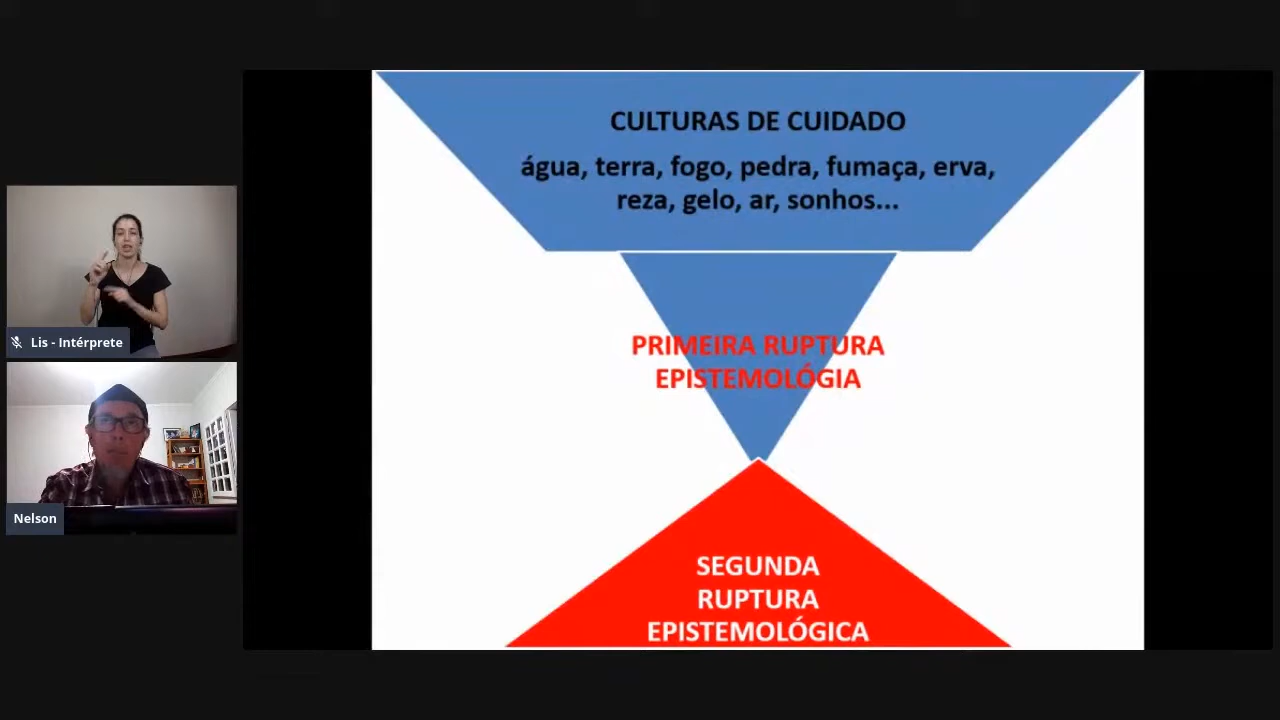 CULTURAS DE CUIDADO
água, terra, fogo, pedra, fumaça, erva,
reza, gelo, ar, sonhos...
PRIMEIRA RUPTURA
EPISTEMOLÓGIA
SEGUNDA
RUPTURA
EPISTEMOLÓGICA
Lis - Intérprete
Nelson